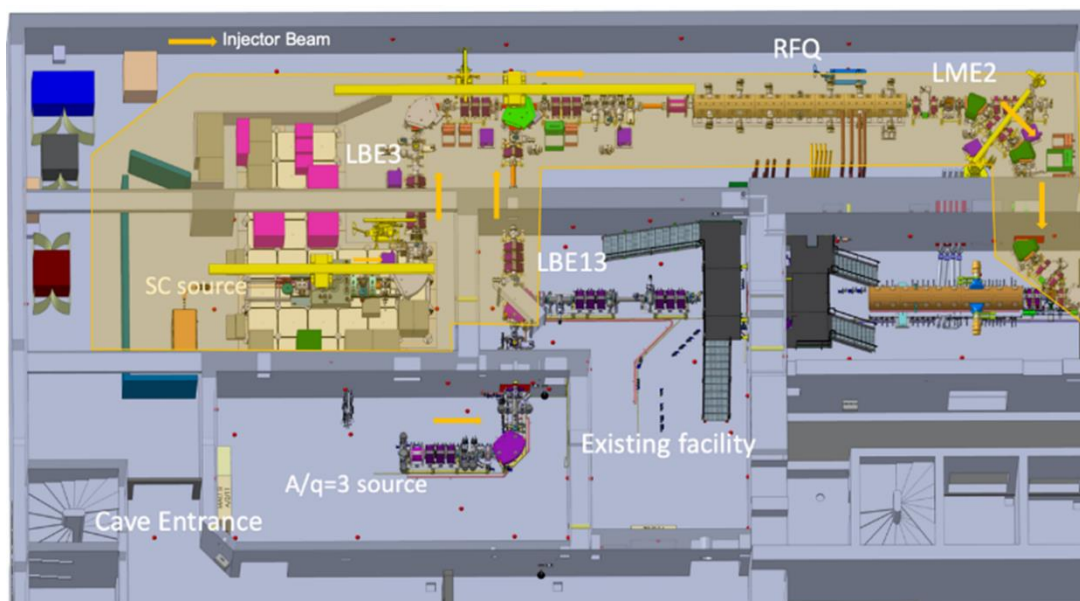 Injector Beam
RFQ
LME2
LBE3
LBE13
SC source
Existing facility
A/q=3 source
Cave Entrance